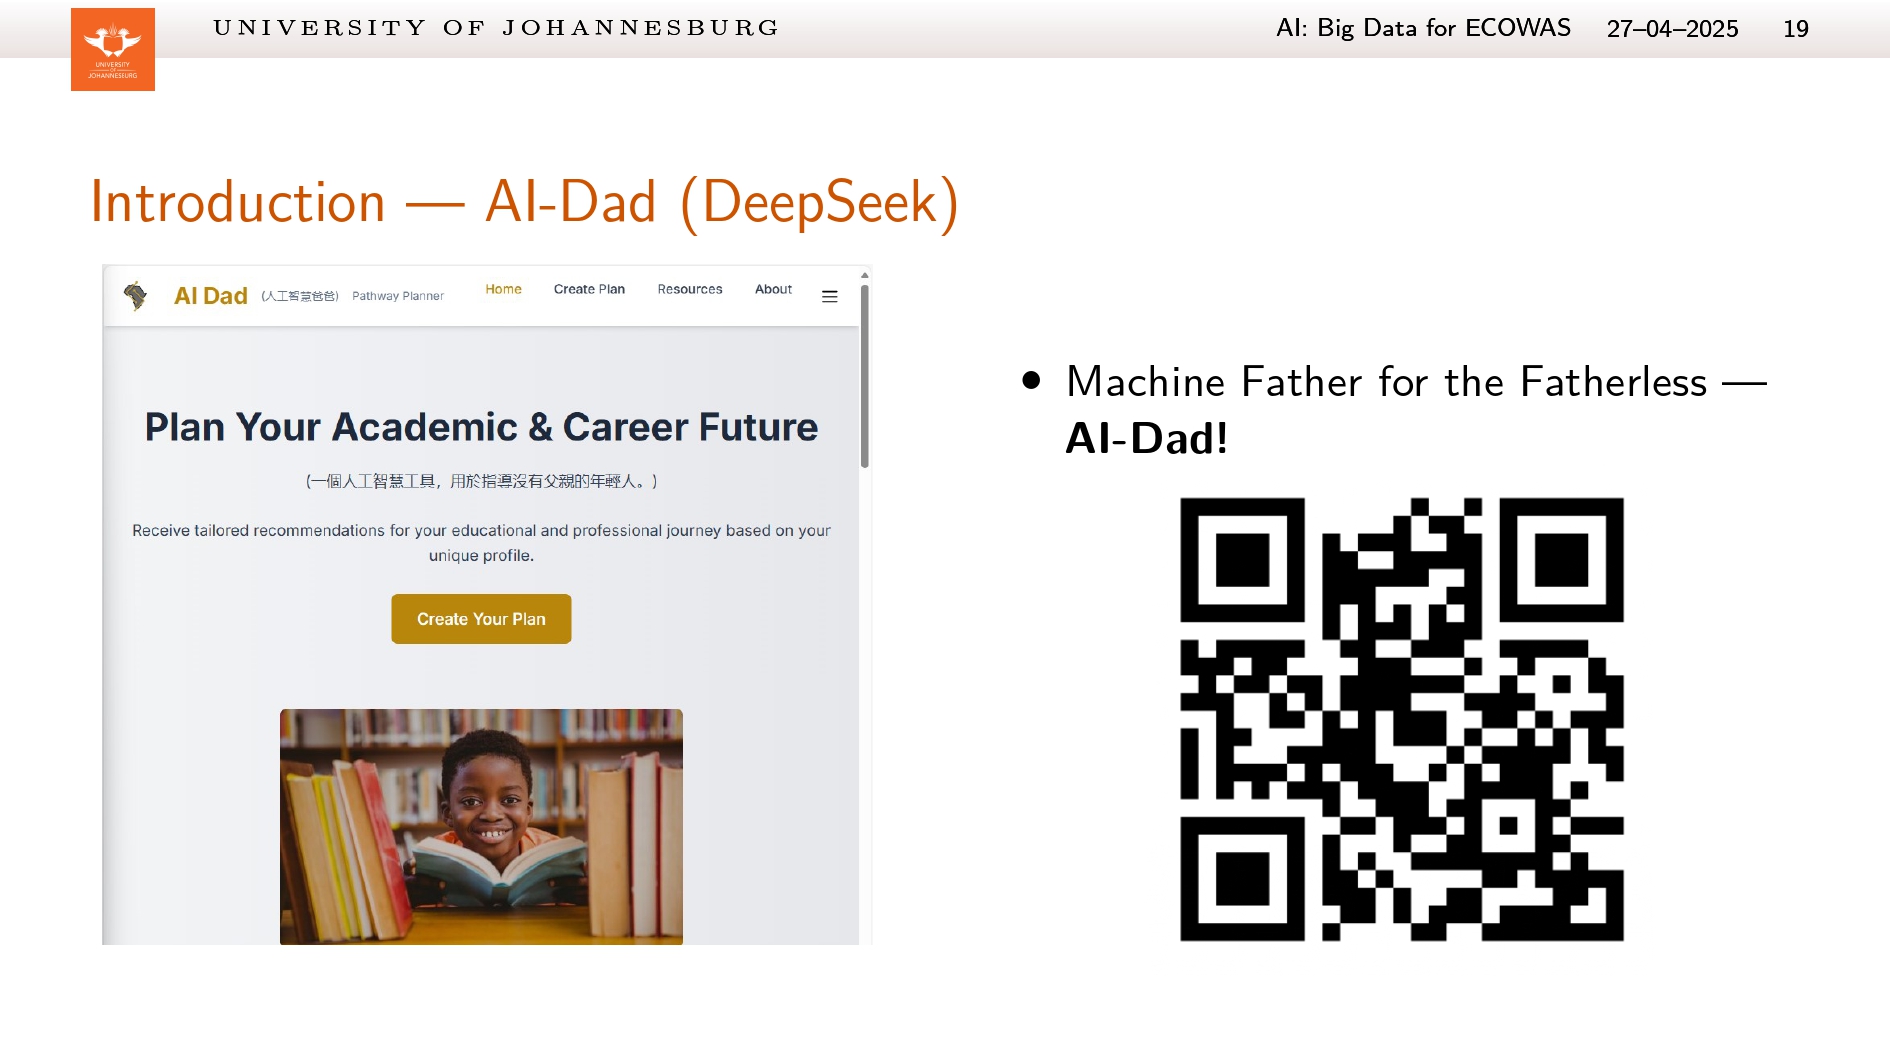 UNIVERSITY OF JOHANNESBURG
AI: Big Data for ECOWAS 27–04–2025 19
UNIVERSITY
OF
JOHANNESBURG
Introduction — AI-Dad (DeepSeek)
AI Dad (人工智慧爸爸) Pathway Planner Home Create Plan Resources About
Plan Your Academic & Career Future
(一個人工智慧工具，用於指導沒有父親的年輕人。)
Receive tailored recommendations for your educational and professional journey based on your
unique profile.
Create Your Plan
• Machine Father for the Fatherless —
AI-Dad!